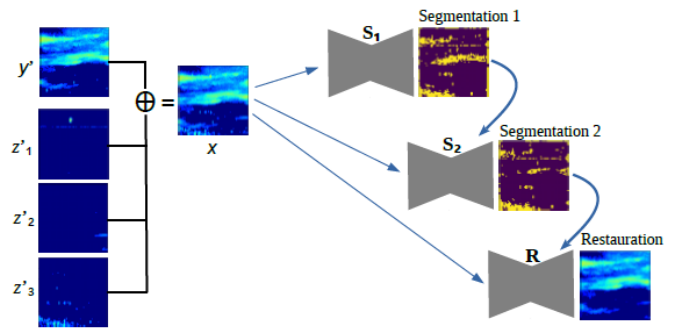 Segmentation 1
S₁
y'
⊕ =
x
z'₁
Segmentation 2
S₂
z'₂
Restauration
R
z'₃